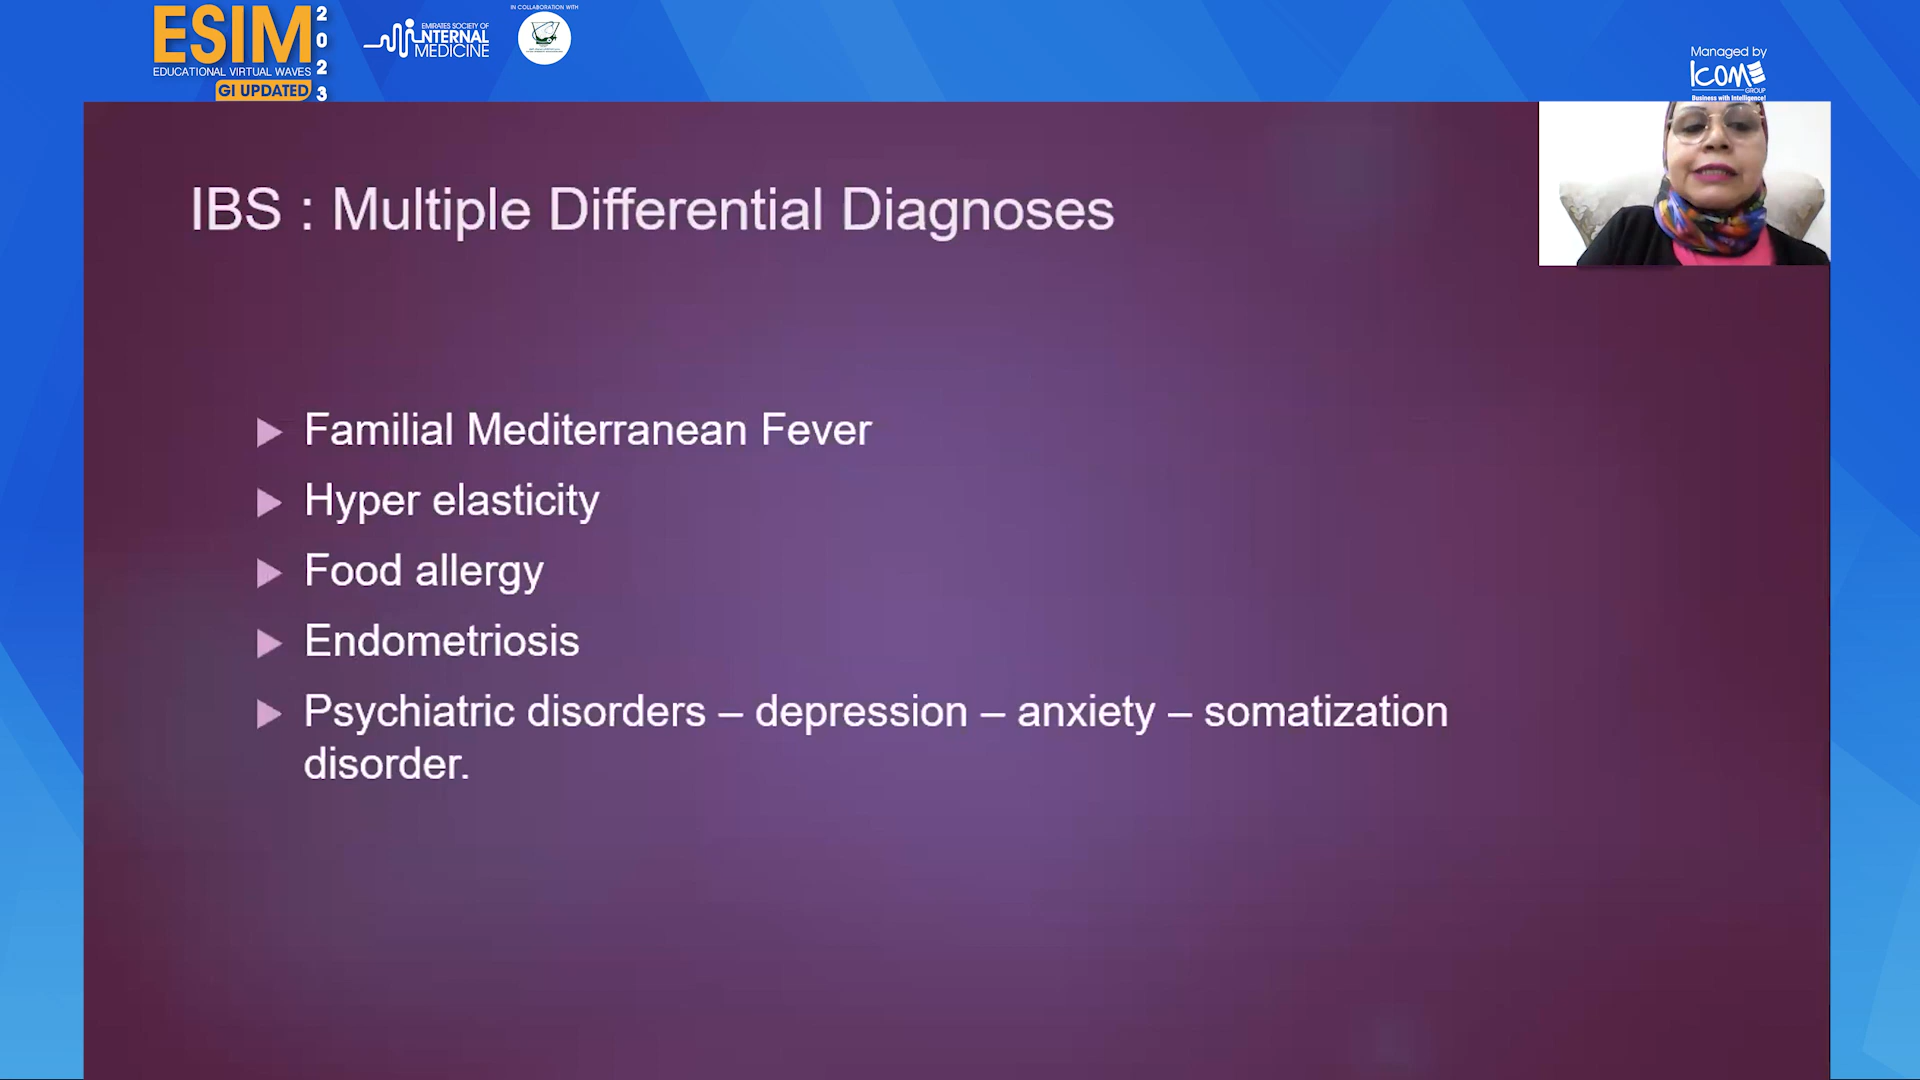 ESIM
2023
EDUCATIONAL VIRTUAL WAVES
GI UPDATED
EMIRATES SOCIETY OF
INTERNAL
MEDICINE
IN COLLABORATION WITH
Managed by
ICOME
GROUP
Business with Intelligence!
IBS : Multiple Differential Diagnoses
Familial Mediterranean Fever
Hyper elasticity
Food allergy
Endometriosis
Psychiatric disorders – depression – anxiety – somatization
disorder.